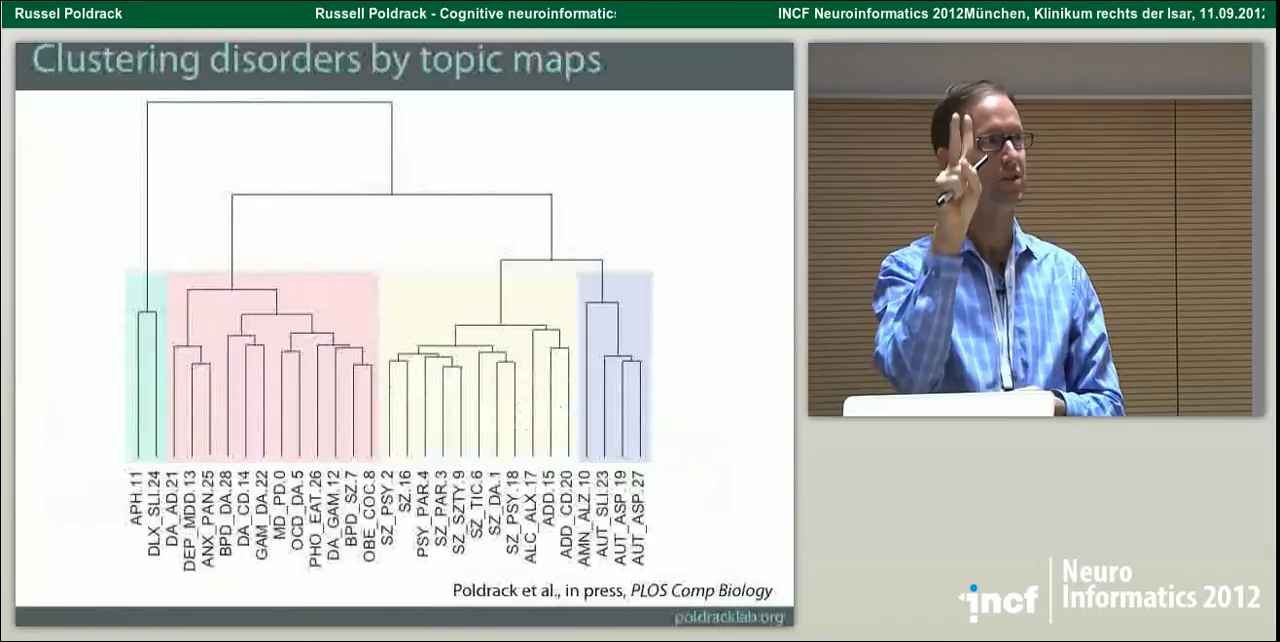 Russel Poldrack
Russell Poldrack - Cognitive neuroinformatics
INCF Neuroinformatics 2012München, Klinikum rechts der Isar, 11.09.2012
Clustering disorders by topic maps
APH.11
DLX_SLI.24
DA_AD.21
DEP_MDD.13
ANX_PAN.25
BPD_DA.28
DA_CD.14
GAM_DA.22
MD_PD.0
OCD_DA.5
PHO_EAT.26
DA_GAM.12
BPD_SZ.7
OBE_COC.8
SZ_PSY.2
SZ.16
PSY_PAR.4
SZ_PAR.3
SZ_SZTY.9
SZ_TIC.6
SZ_DA.1
SZ_PSY.18
ALC_ALX.17
ADD.15
ADD_CD.20
AMN_ALZ.10
AUT_SLI.23
AUT_ASP.19
AUT_ASP.27
Poldrack et al., in press, PLOS Comp Biology
poldracklab.org
incf
Neuro
Informatics 2012